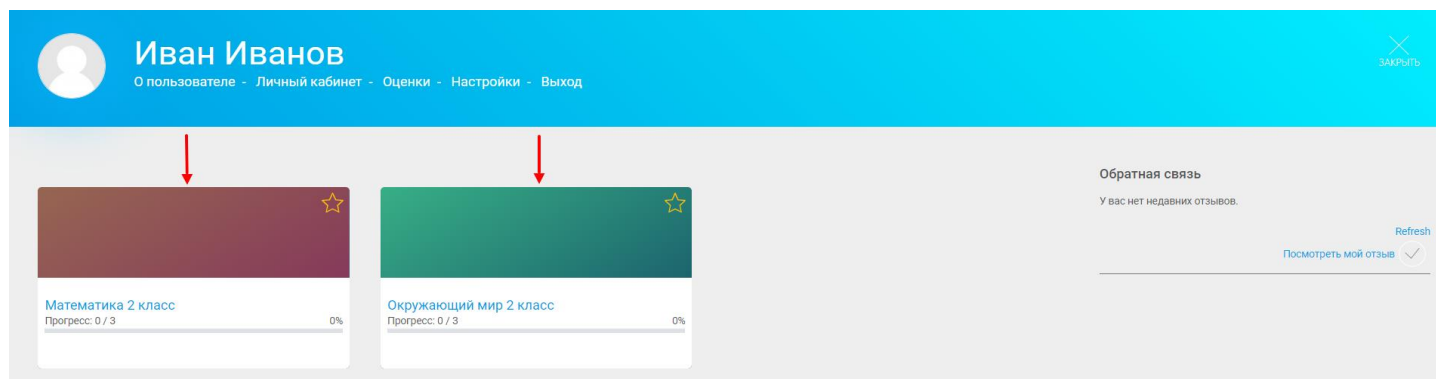 Иван Иванов
О пользователе - Личный кабинет - Оценки - Настройки - Выход
ЗАКРЫТЬ
Математика 2 класс
Прогресс: 0 / 3 0%
Окружающий мир 2 класс
Прогресс: 0 / 3 0%
Обратная связь
У вас нет недавних отзывов.
Refresh
Посмотреть мой отзыв